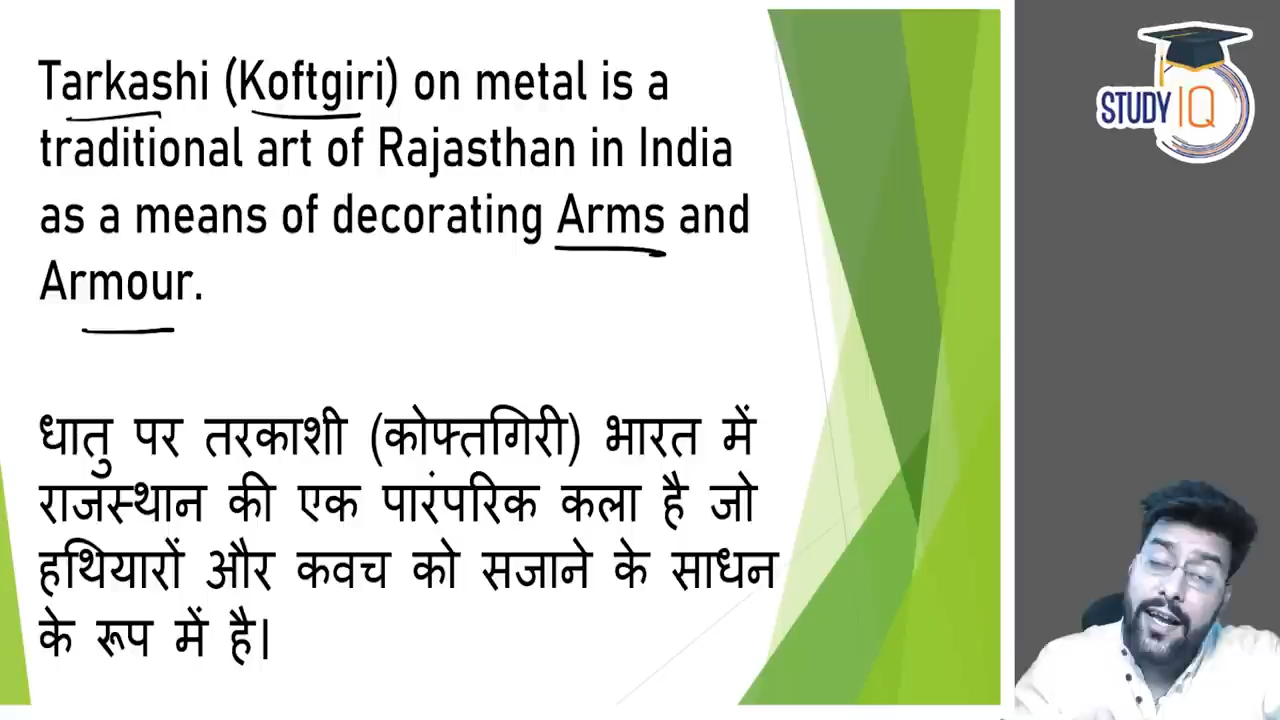 Tarkashi (Koftgiri) on metal is a
traditional art of Rajasthan in India
as a means of decorating Arms and
Armour.
धातु पर तरकाशी (कोफ्तगिरी) भारत में
राजस्थान की एक पारंपरिक कला है जो
हथियारों और कवच को सजाने के साधन
के रूप में है।
STUDY IQ